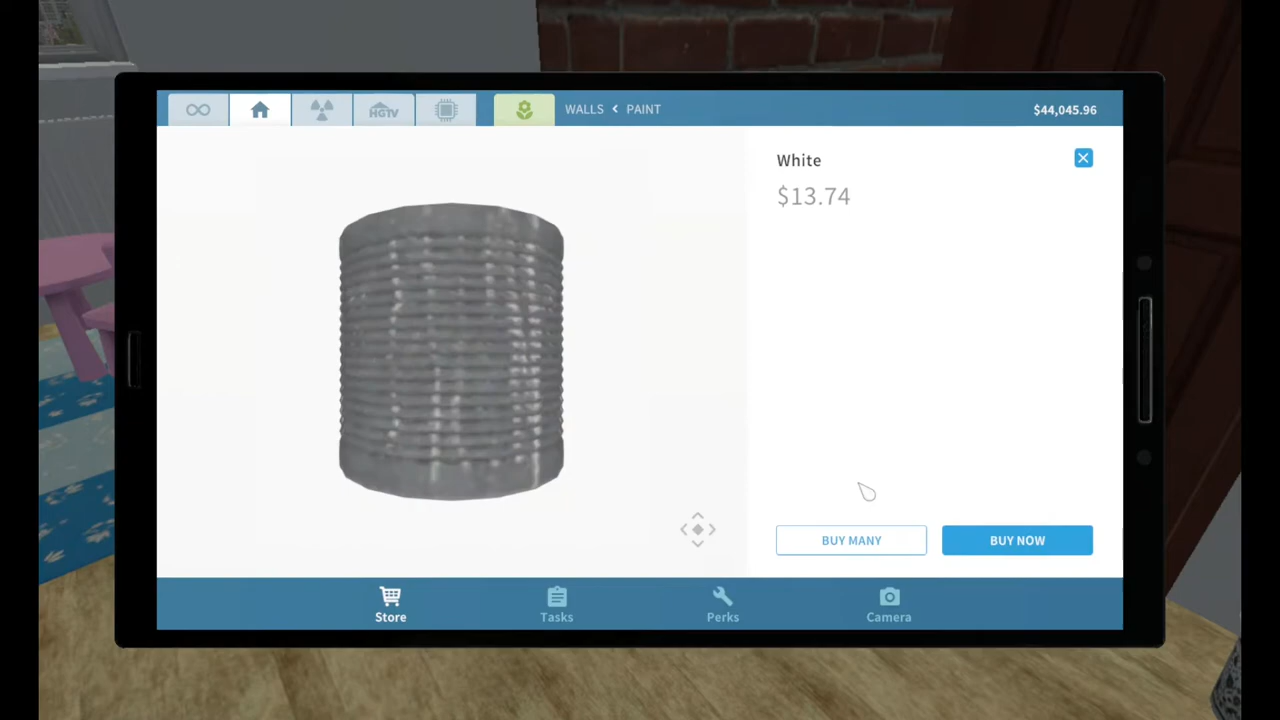 HGTV
WALLS < PAINT
$44,045.96
White
$13.74
BUY MANY
BUY NOW
Store
Tasks
Perks
Camera